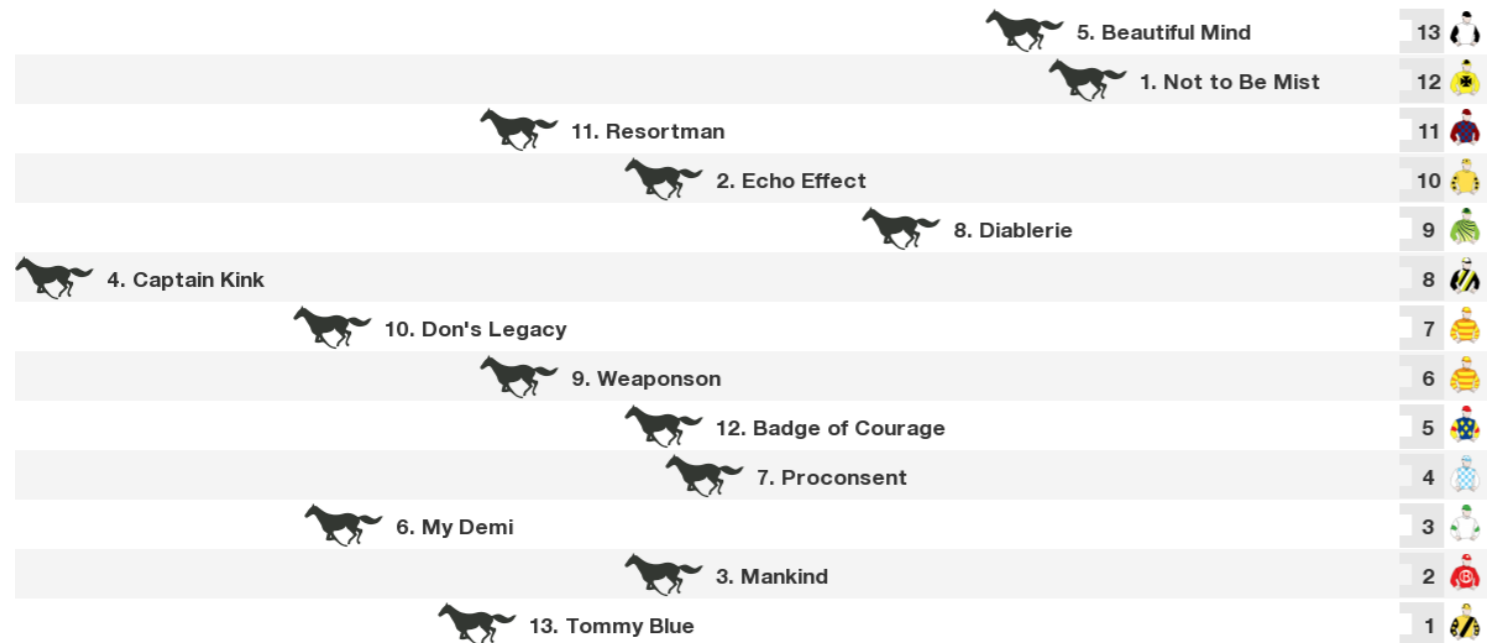 5. Beautiful Mind 13
1. Not to Be Mist 12
11. Resortman 11
2. Echo Effect 10
8. Diablerie 9
4. Captain Kink 8
10. Don's Legacy 7
9. Weaponson 6
12. Badge of Courage 5
7. Proconsent 4
6. My Demi 3
3. Mankind 2
B
13. Tommy Blue 1